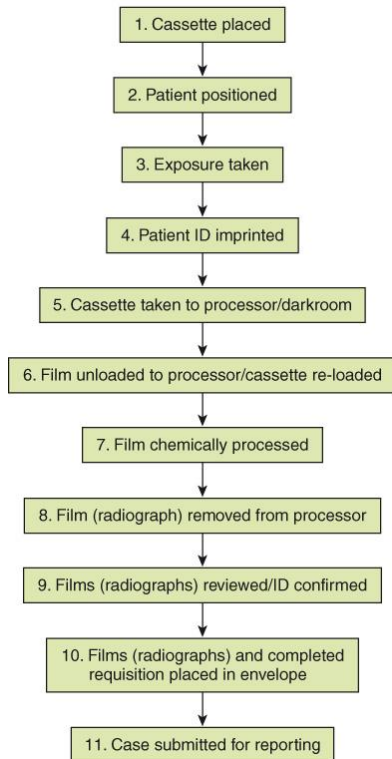 1. Cassette placed
2. Patient positioned
3. Exposure taken
4. Patient ID imprinted
5. Cassette taken to processor/darkroom
6. Film unloaded to processor/cassette re-loaded
7. Film chemically processed
8. Film (radiograph) removed from processor
9. Films (radiographs) reviewed/ID confirmed
10. Films (radiographs) and completed
requisition placed in envelope
11. Case submitted for reporting